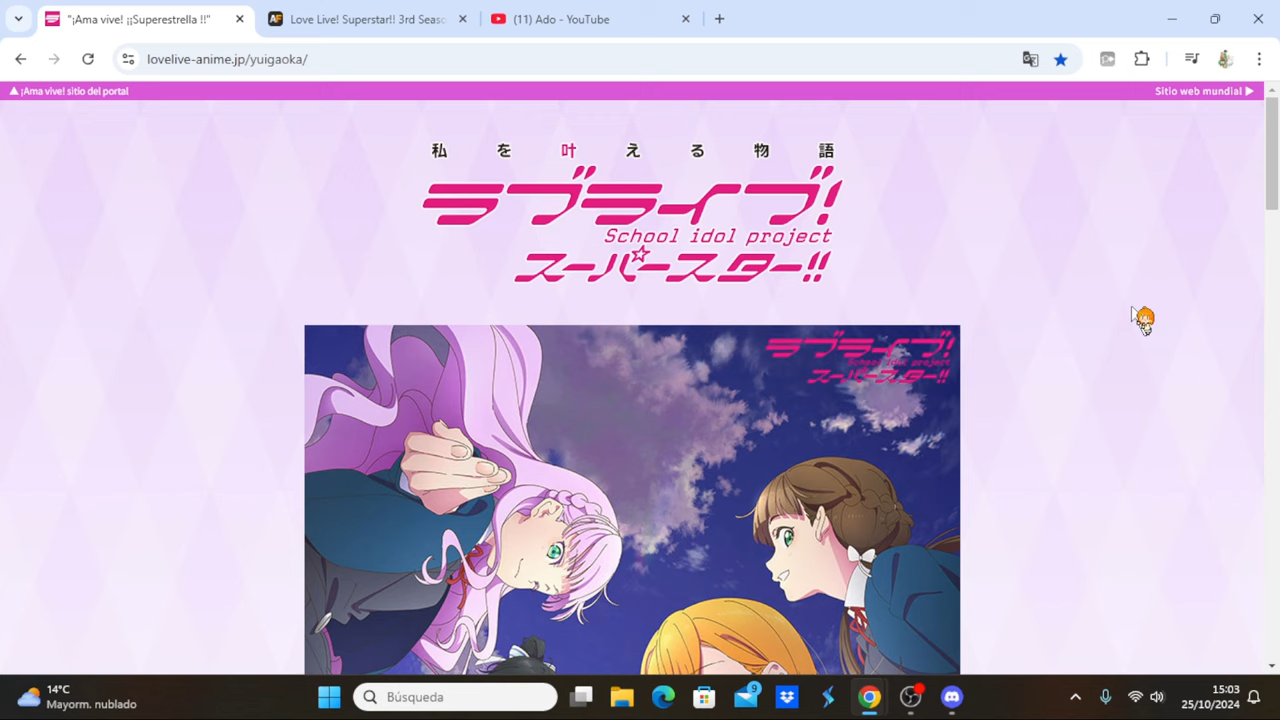 "¡Ama vive! ¡¡Superestrella !!"
Love Live! Superstar!! 3rd Seaso
(11) Ado - YouTube
lovelive-anime.jp/yuigaoka/
▲ ¡Ama vive! sitio del portal
Sitio web mundial ▶
私を叶える物語
ラブライブ!
School idol project
スーパースター!!
ラブライブ!
School idol project
スーパースター!!
14°C
Mayorm. nublado
Búsqueda
9
15:03
25/10/2024